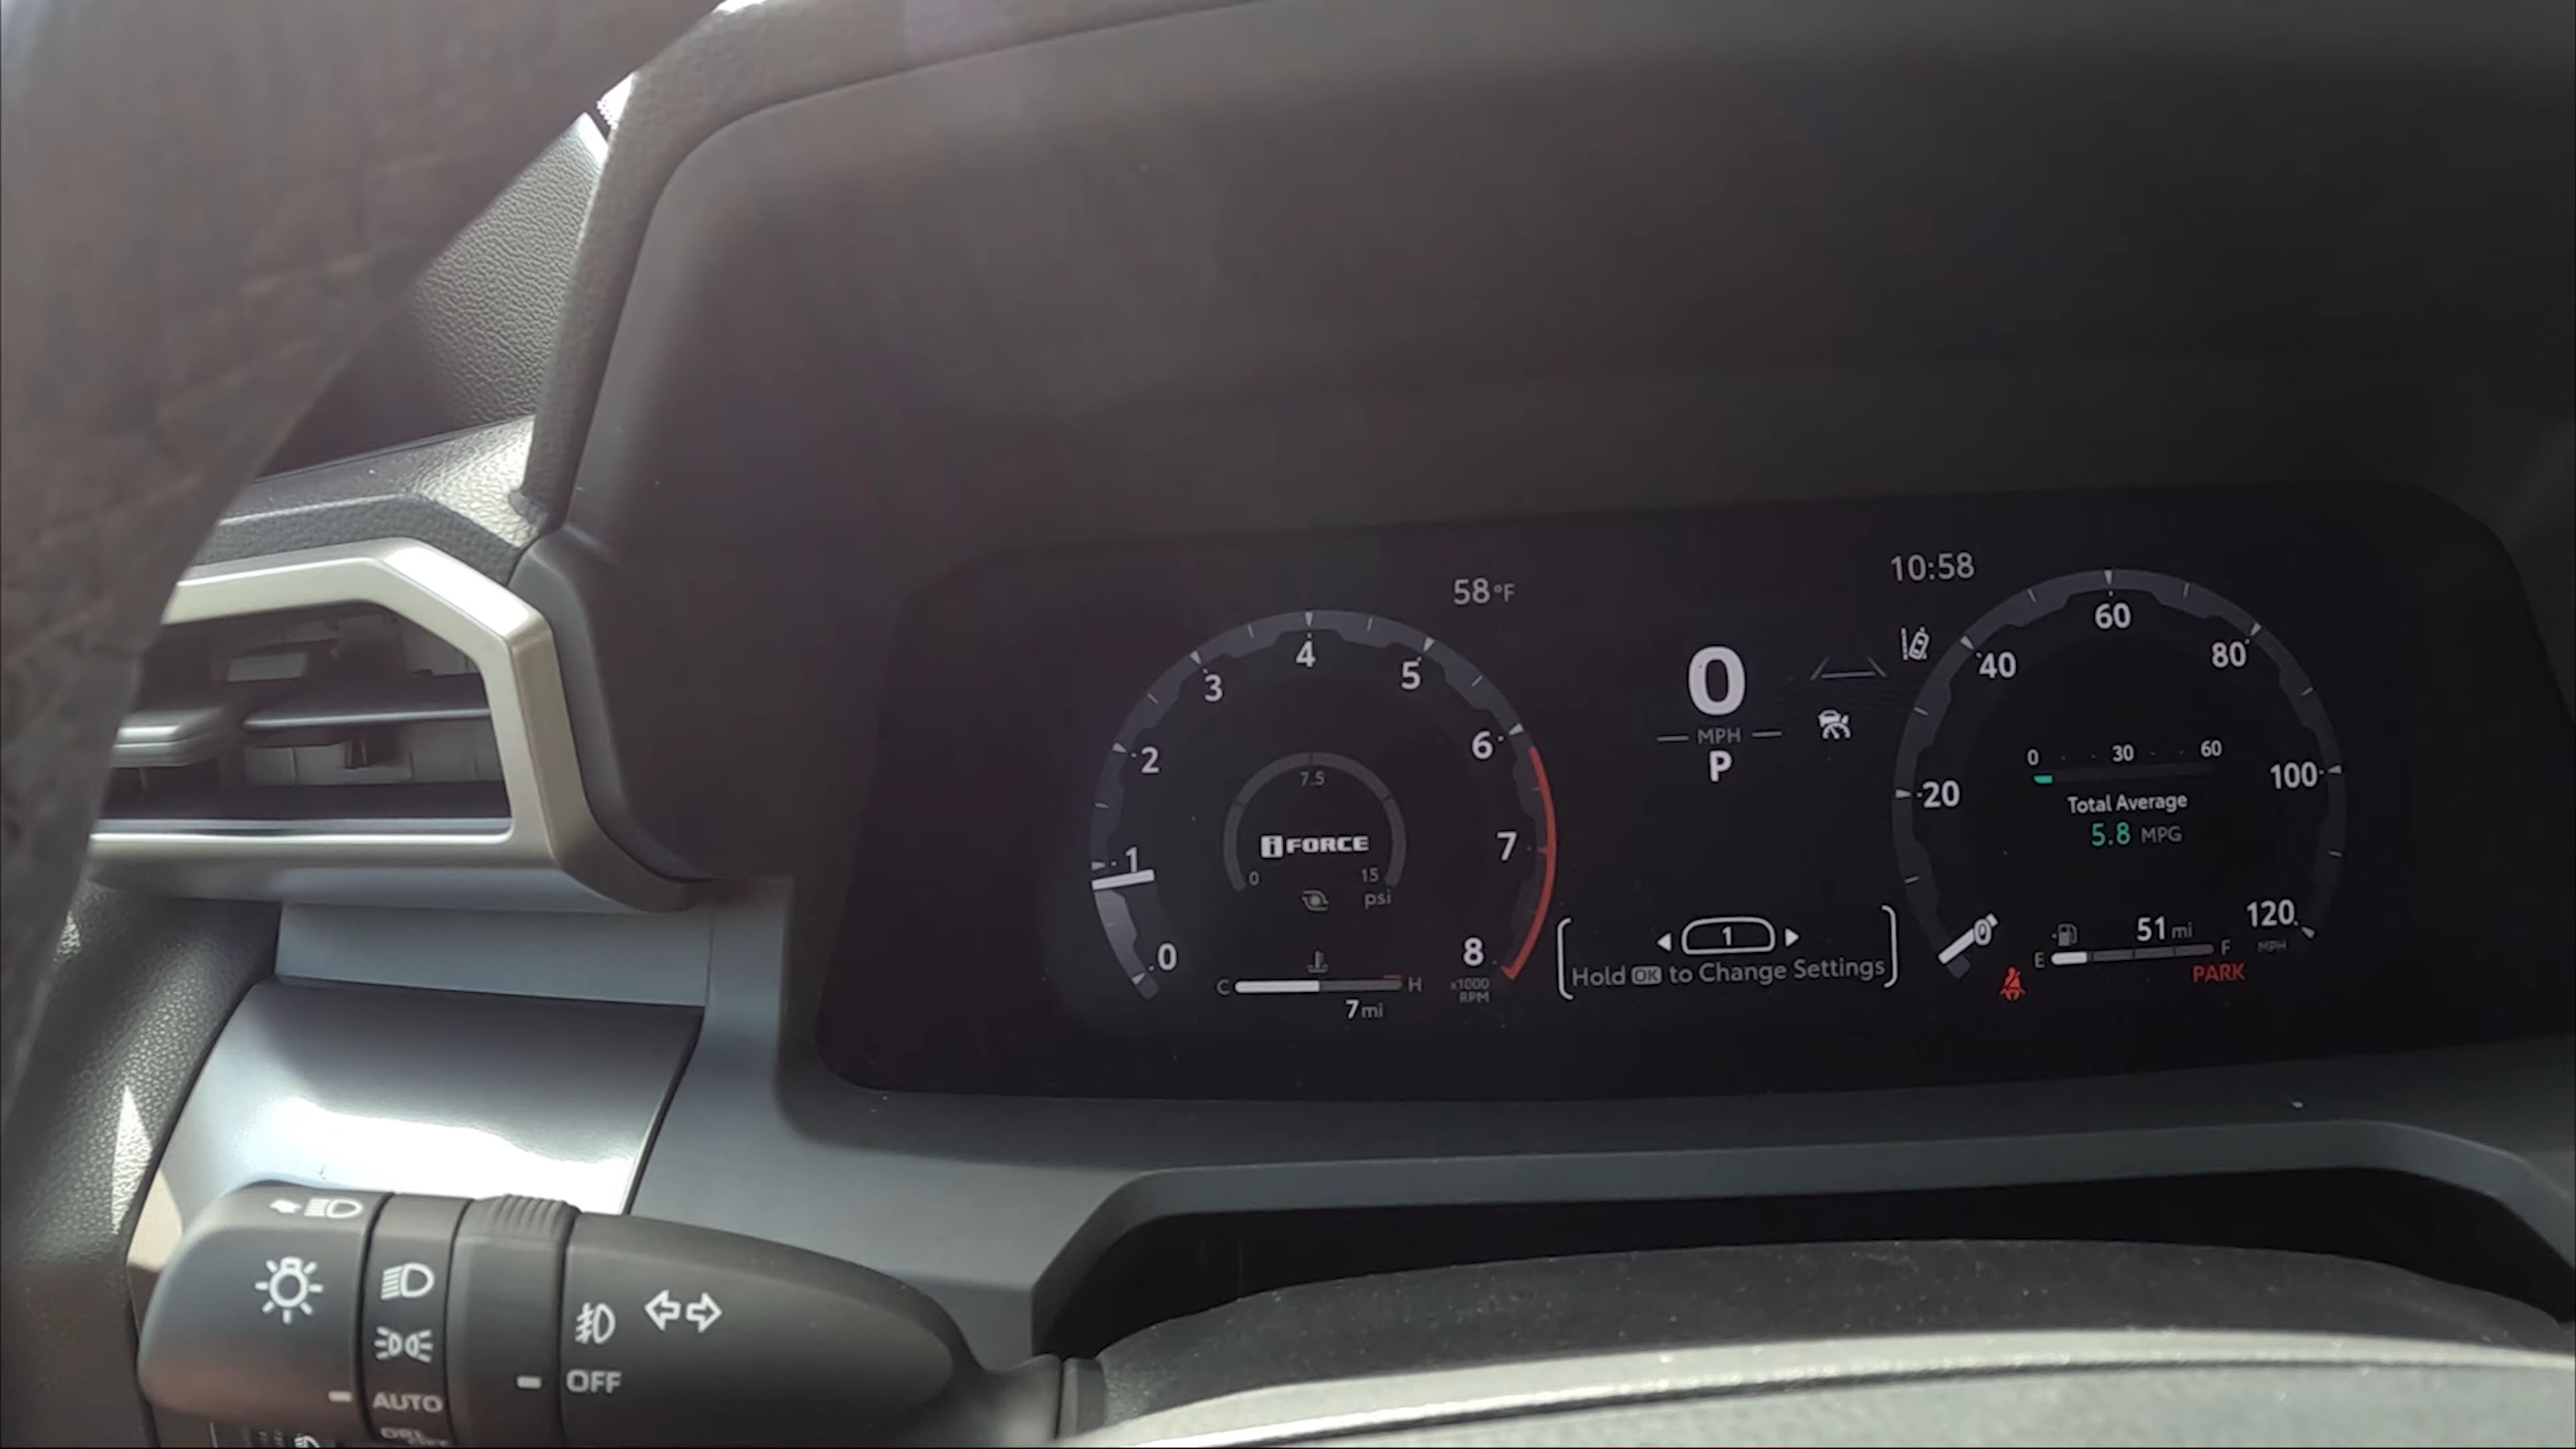 58°F
10:58
4
3
5
2
6
1
7
0
8
x1000
RPM
7.5
iFORCE
0
15
psi
C
H
7 mi
0
MPH
P
1
Hold OK to Change Settings
60
40
80
20
100
0
120
MPH
0
30
60
Total Average
5.8 MPG
51 mi
E
F
PARK
OFF
AUTO